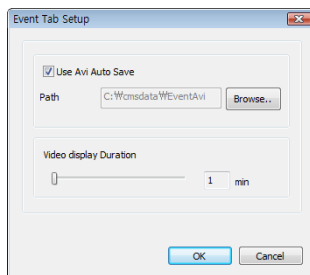 Event Tab Setup
Use Avi Auto Save
Path C:₩cmsdata₩EventAvi Browse..
Video display Duration
1 min
OK Cancel